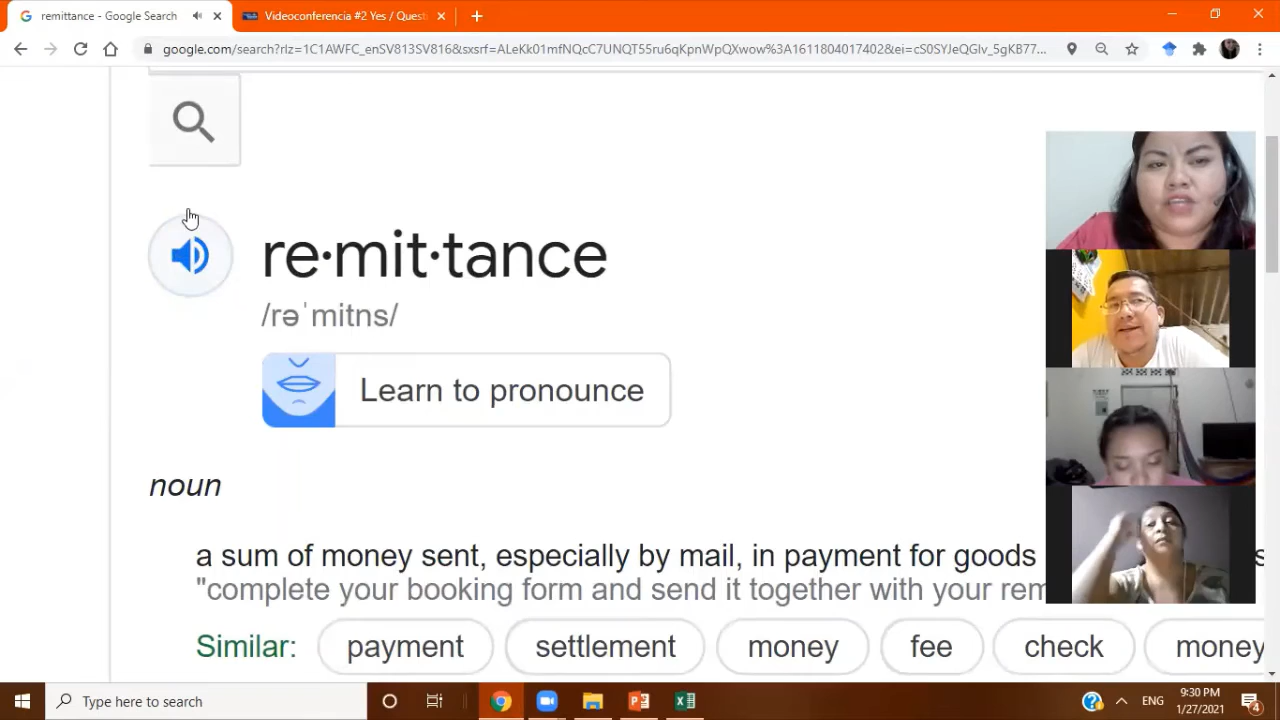 remittance - Google Search
Videoconferencia #2 Yes / Questi
google.com/search?rlz=1C1AWFC_enSV813SV816&sxsrf=ALeKk01mfNQcC7UNQT55ru6qKpnWpQXwow%3A1611804017402&ei=cS0SYJeQGIv_5gKB77...
re·mit·tance
/rəˈmitns/
Learn to pronounce
noun
a sum of money sent, especially by mail, in payment for goods
"complete your booking form and send it together with your rem
Similar: payment settlement money fee check money
Type here to search
ENG
9:30 PM
1/27/2021
4